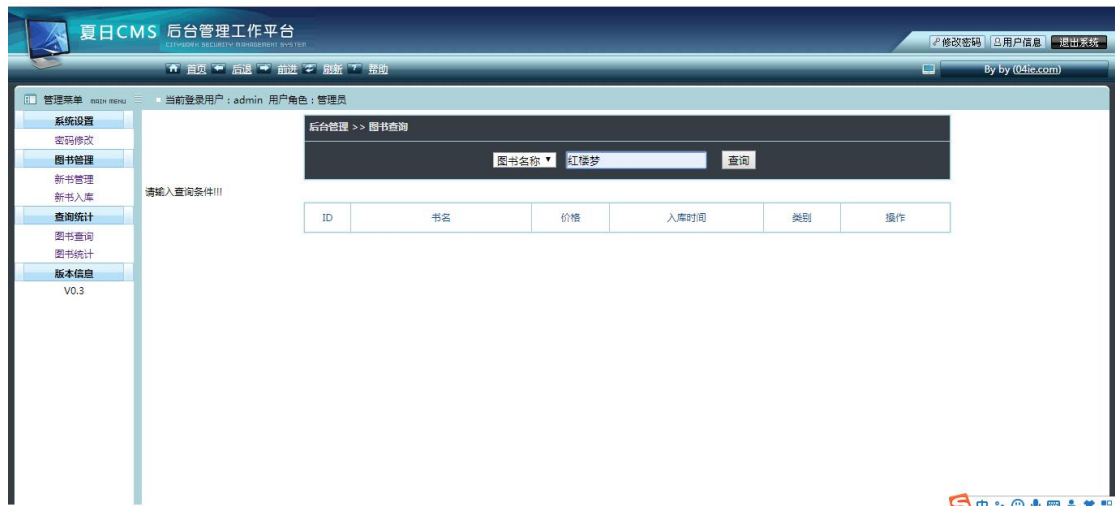 夏日CMS 后台管理工作平台
修改密码 用户信息 退出系统
首页 后退 前进 刷新 帮助
By by (04ie.com)
管理菜单 MAIN MENU
当前登录用户：admin 用户角色：管理员
系统设置
密码修改
图书管理
新书管理
新书入库
查询统计
图书查询
图书统计
版本信息
V0.3
后台管理 >> 图书查询
图书名称 红楼梦 查询
请输入查询条件!!!
ID 书名 价格 入库时间 类别 操作
中